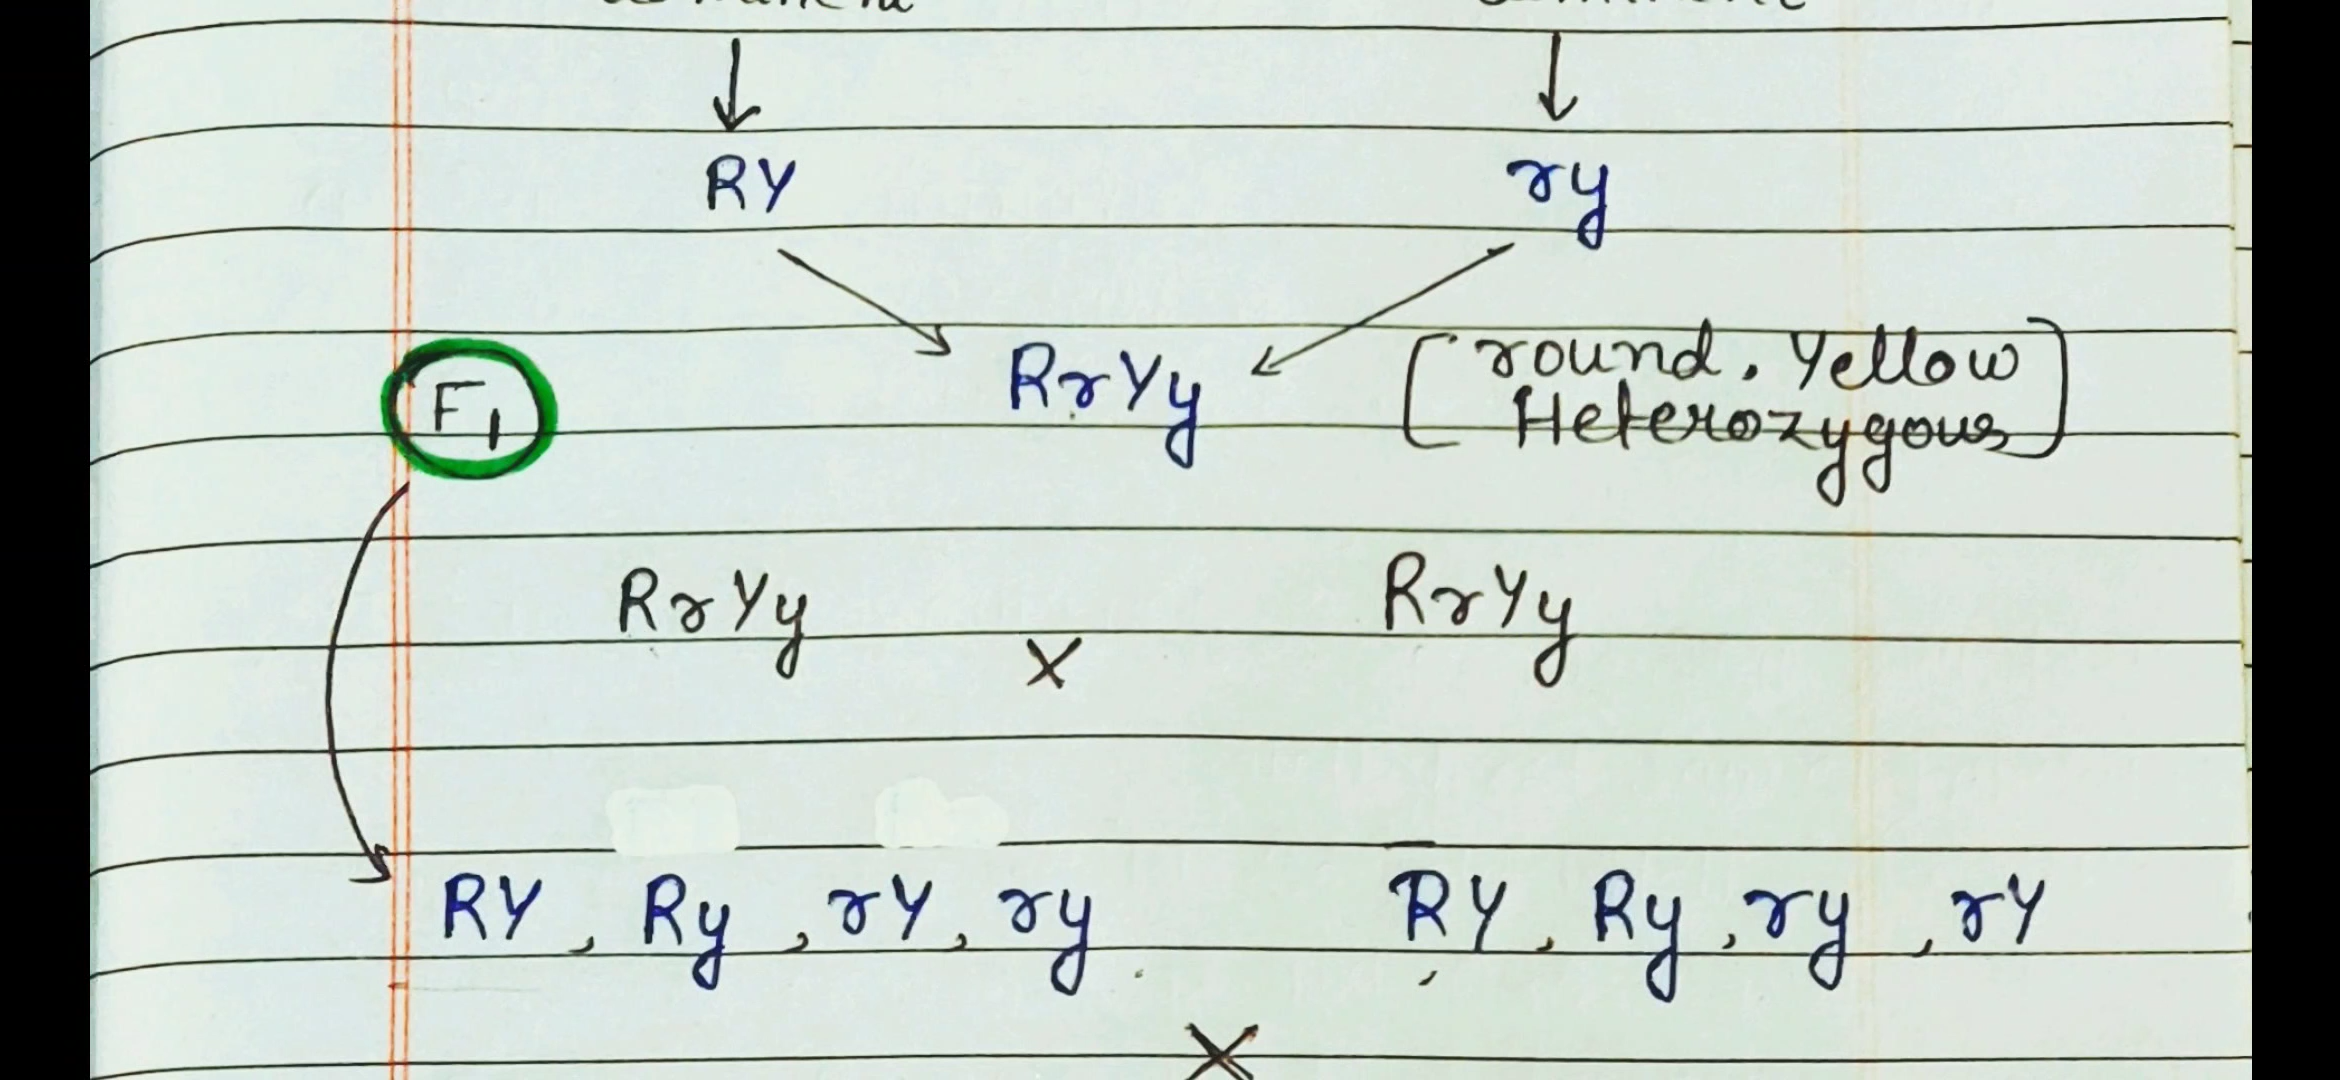 RY ry
F1 RrYy [round, Yellow
Heterozygous]
RrYy × RrYy
RY, Ry, rY, ry RY, Ry, ry, rY
×